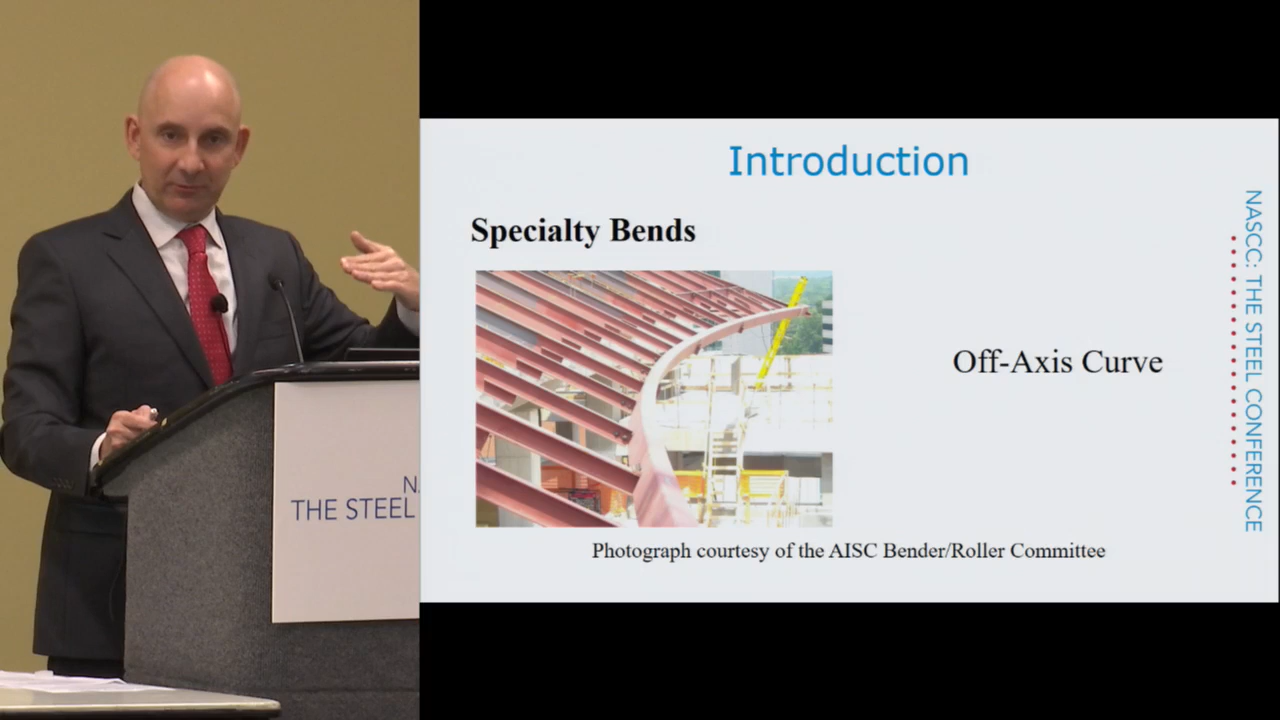 Introduction
Specialty Bends
Off-Axis Curve
Photograph courtesy of the AISC Bender/Roller Committee
NASCC: THE STEEL CONFERENCE
THE STEEL